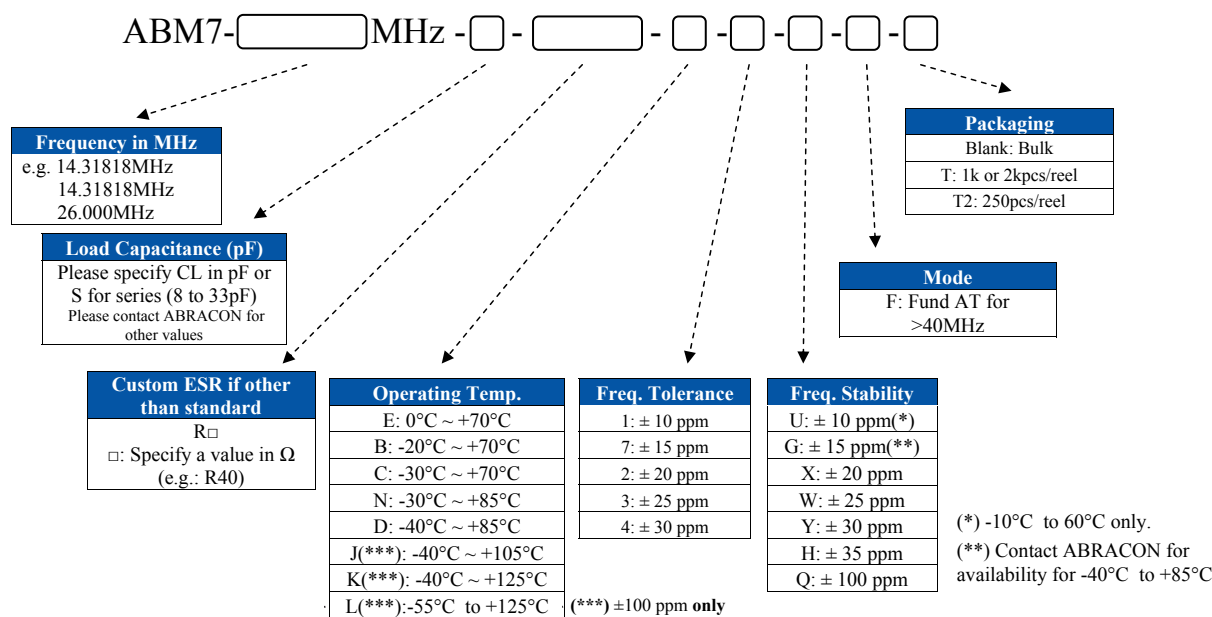 ABM7- MHz - - - - - - -
Frequency in MHz
e.g. 14.31818MHz
14.31818MHz
26.000MHz
Load Capacitance (pF)
Please specify CL in pF or
S for series (8 to 33pF)
Please contact ABRACON for
other values
Custom ESR if other
than standard
R□
□: Specify a value in Ω
(e.g.: R40)
Operating Temp.
E: 0°C ~ +70°C
B: -20°C ~ +70°C
C: -30°C ~ +70°C
N: -30°C ~ +85°C
D: -40°C ~ +85°C
J(***): -40°C ~ +105°C
K(***): -40°C ~ +125°C
L(***):-55°C to +125°C
(***) ±100 ppm only
Freq. Tolerance
1: ± 10 ppm
7: ± 15 ppm
2: ± 20 ppm
3: ± 25 ppm
4: ± 30 ppm
Freq. Stability
U: ± 10 ppm(*)
G: ± 15 ppm(**)
X: ± 20 ppm
W: ± 25 ppm
Y: ± 30 ppm
H: ± 35 ppm
Q: ± 100 ppm
(*) -10°C to 60°C only.
(**) Contact ABRACON for
availability for -40°C to +85°C
Mode
F: Fund AT for
>40MHz
Packaging
Blank: Bulk
T: 1k or 2kpcs/reel
T2: 250pcs/reel